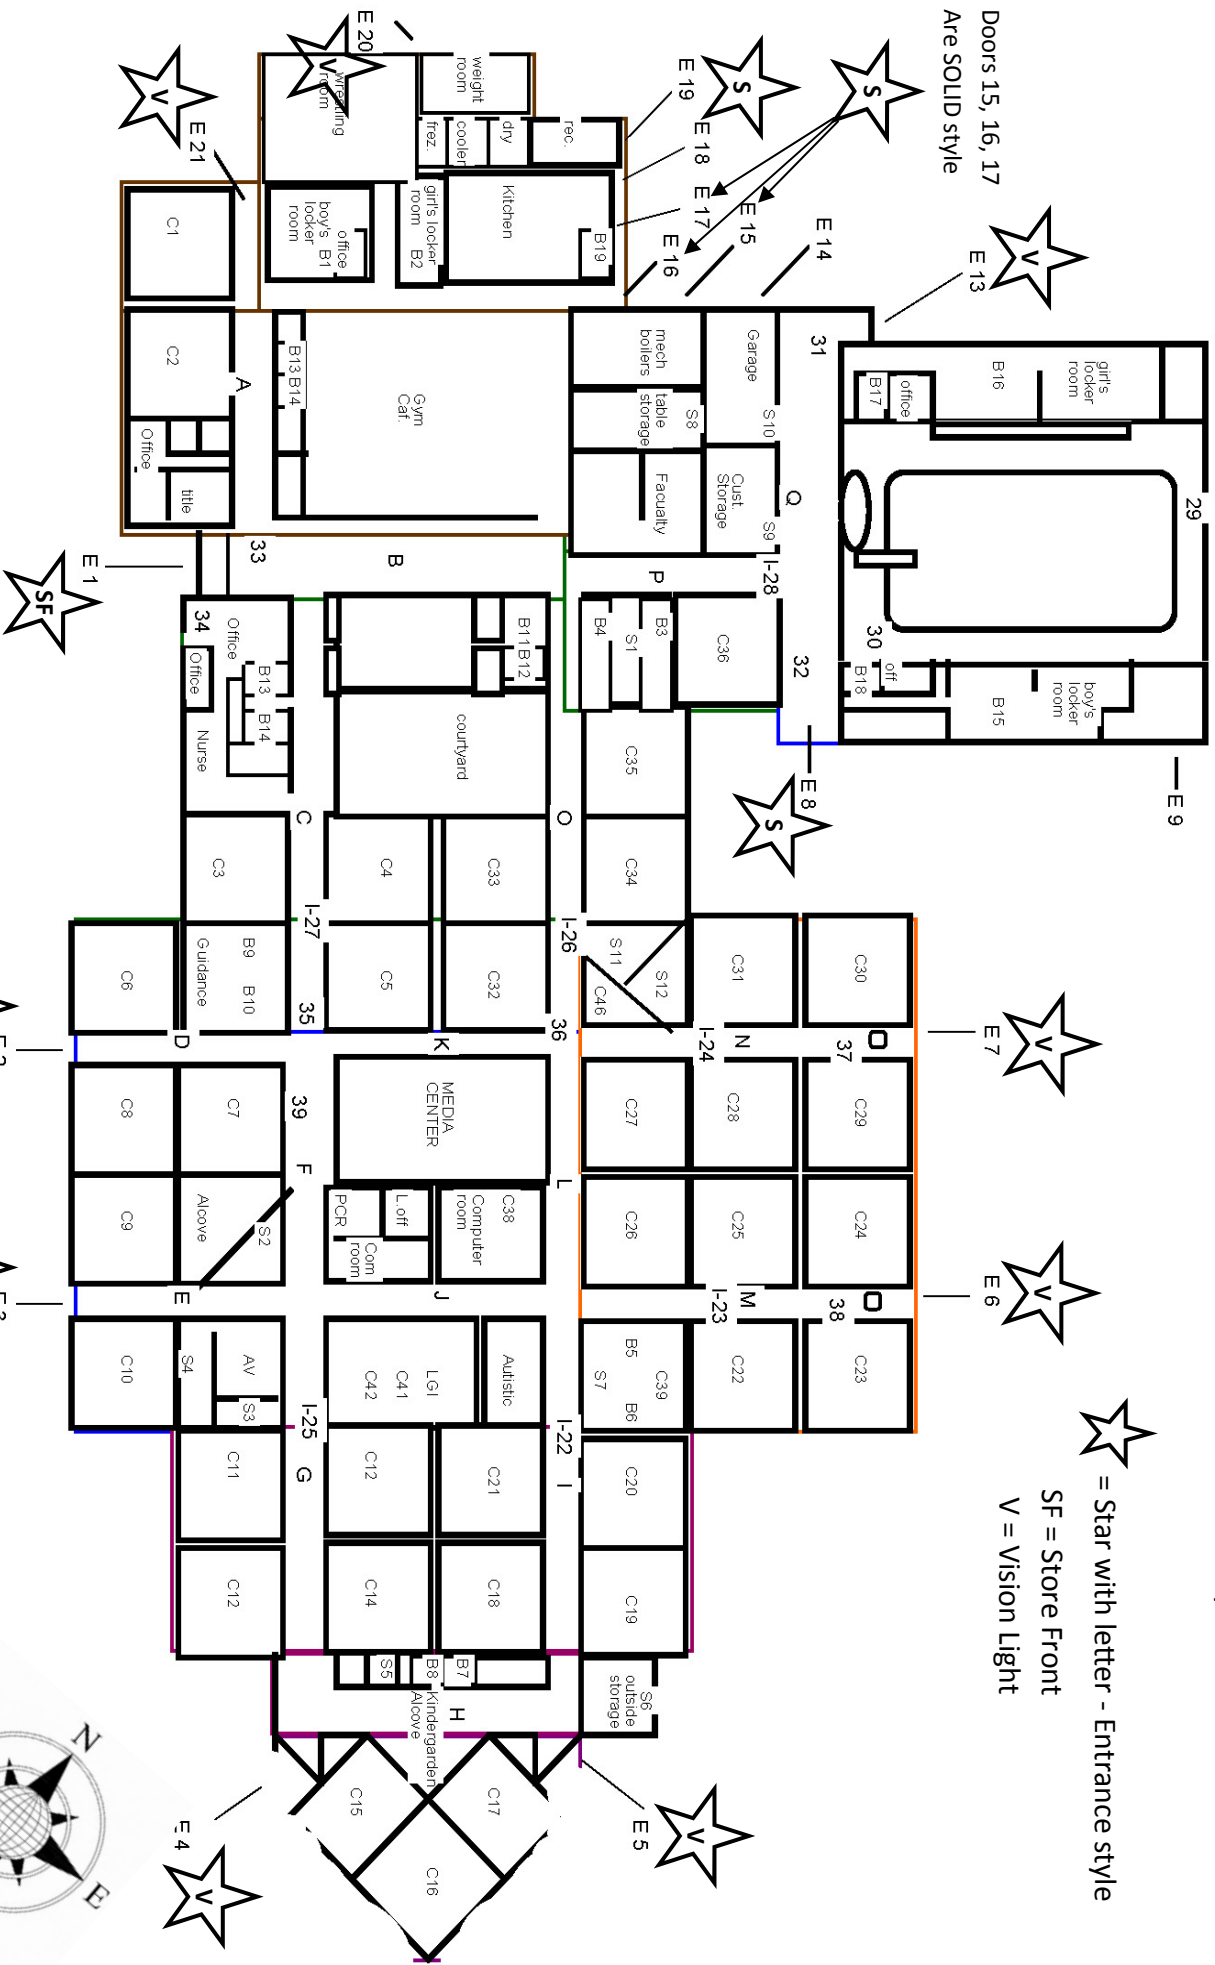 Doors 15, 16, 17
Are SOLID style
= Star with letter - Entrance style
SF = Store Front
V = Vision Light
E 9
29
girl's
locker
room
B16
office
B17
30
off
B18
boy's
locker
room
B15
V
E 13
E 14
E 15
E 16
E 17
E 18
E 19
S
S
E 20
V
E 21
V
31
Q
32
E 8
S
Garage
S10
Cust.
Storage
S9
I-28
mech
boilers
table
storage
S8
Facualty
P
C36
B3
S1
B4
weight
room
wrestling
room
rec.
dry
cooler
frez.
Kitchen
B19
girl's locker
room B2
office
boy's B1
locker
room
C1
C2
A
Office
title
B13
B14
Gym
Caf.
B
33
E 1
SF
34
Office
Office
B13
B14
Nurse
B11
B12
courtyard
C35
C34
O
C
C3
C4
C33
I-27
I-26
C6
Guidance
B9
B10
C5
C32
S11
S12
C46
C31
C30
35
36
D
K
I-24
N
37
E 7
V
C8
C7
39
F
MEDIA
CENTER
L
C27
C28
C29
C9
Alcove
S2
PCR
L.off
Com
room
C38
Computer
room
C26
C25
C24
E
J
I-23
M
38
E 6
V
C10
S4
AV
S3
LGI
C41
C42
Autistic
B5
C39
S7
B6
C22
C23
I-25
G
I-22
I
C11
C12
C21
C20
C12
C14
C18
C19
S5
B8
B7
S6
outside
storage
H
Kindergarden
Alcove
C15
C17
C16
E 4
V
E 5
V
E 3
N
E